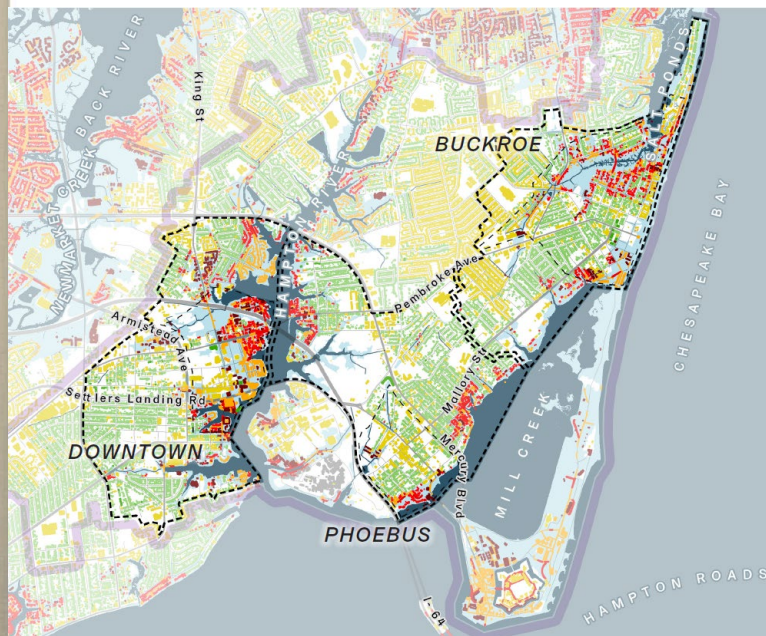 BACK RIVER
King St
NEWMARKET CREEK
HAMPTON RIVER
BUCKROE
SALT PONDS
CHESAPEAKE BAY
Pembroke Ave
Armistead Ave
Settlers Landing Rd
Mallory St
Mercury Blvd
DOWNTOWN
MILL CREEK
PHOEBUS
I-64
HAMPTON ROADS